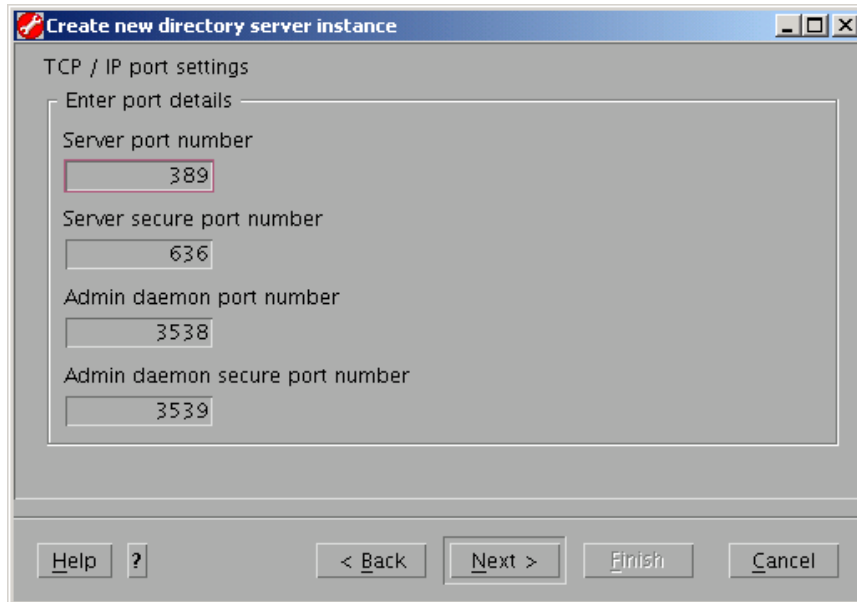 Create new directory server instance
TCP / IP port settings
Enter port details
Server port number
389
Server secure port number
636
Admin daemon port number
3538
Admin daemon secure port number
3539
Help ? < Back Next > Finish Cancel